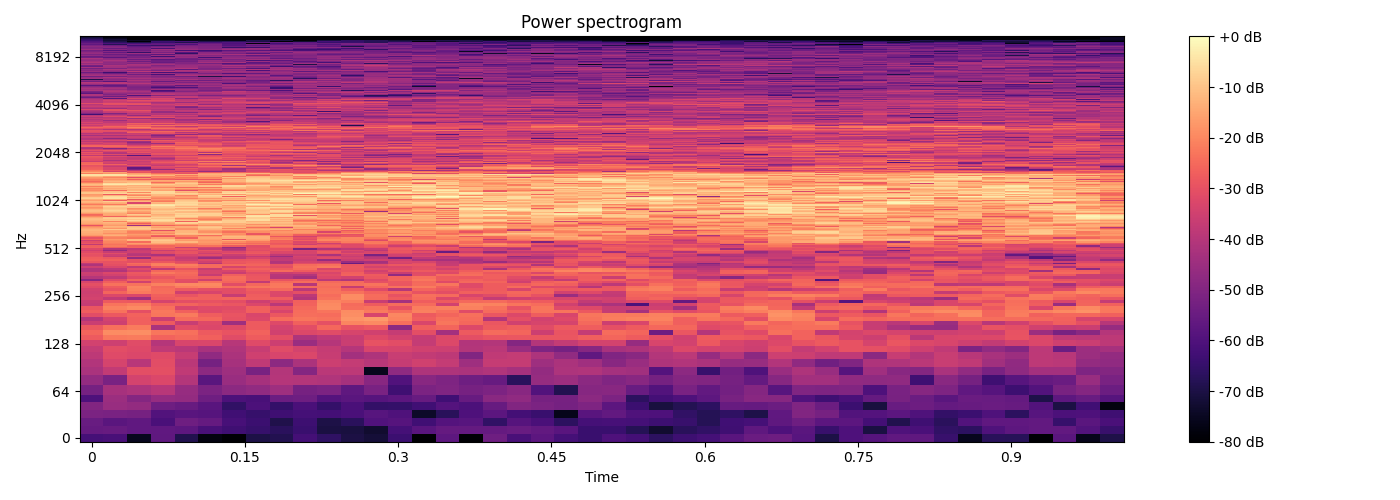 Power spectrogram
Hz
8192
4096
2048
1024
512
256
128
64
0
0 0.15 0.3 0.45 0.6 0.75 0.9
Time
+0 dB
-10 dB
-20 dB
-30 dB
-40 dB
-50 dB
-60 dB
-70 dB
-80 dB